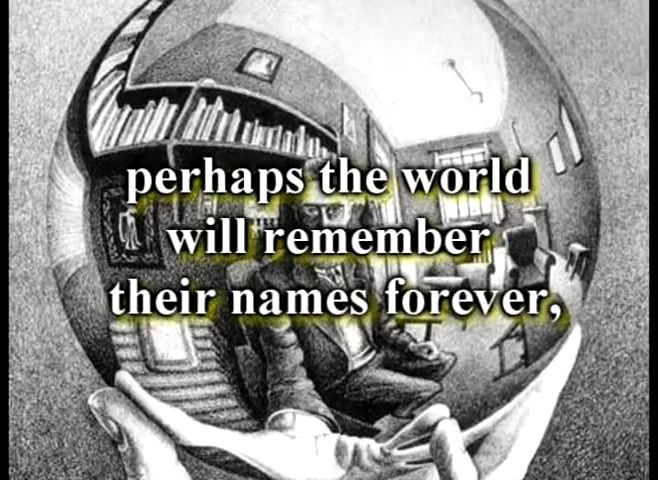 perhaps the world
will remember
their names forever,